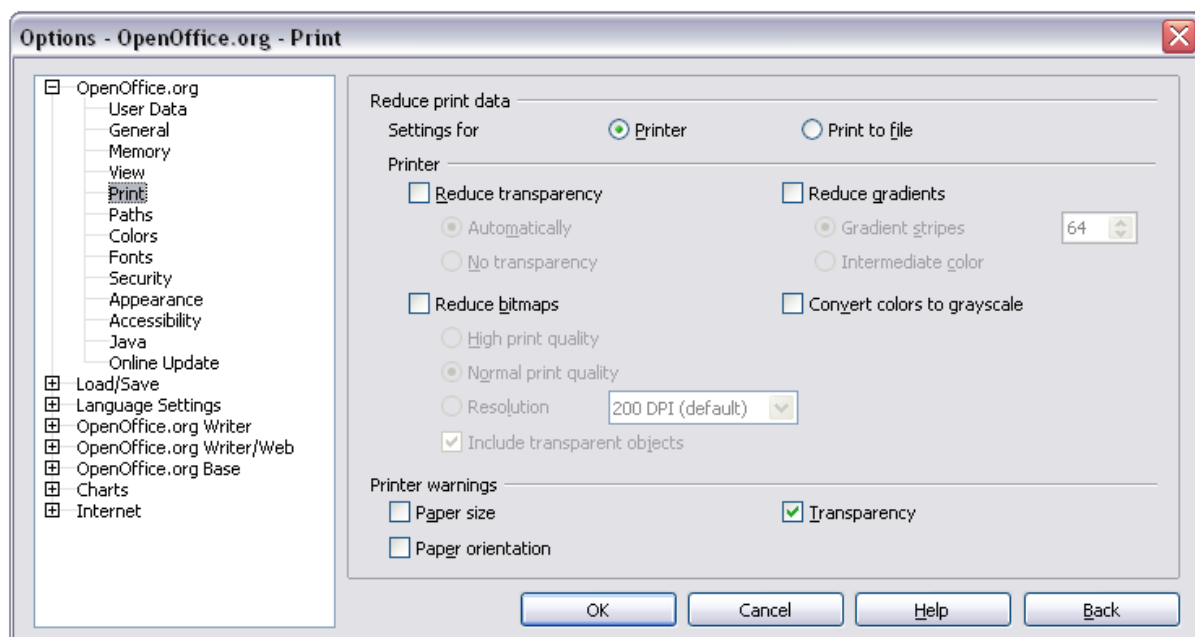 Options - OpenOffice.org - Print
OpenOffice.org
User Data
General
Memory
View
Print
Paths
Colors
Fonts
Security
Appearance
Accessibility
Java
Online Update
Load/Save
Language Settings
OpenOffice.org Writer
OpenOffice.org Writer/Web
OpenOffice.org Base
Charts
Internet
Reduce print data
Settings for Printer Print to file
Printer
Reduce transparency Reduce gradients
Automatically Gradient stripes 64
No transparency Intermediate color
Reduce bitmaps Convert colors to grayscale
High print quality
Normal print quality
Resolution 200 DPI (default)
Include transparent objects
Printer warnings
Paper size Transparency
Paper orientation
OK Cancel Help Back